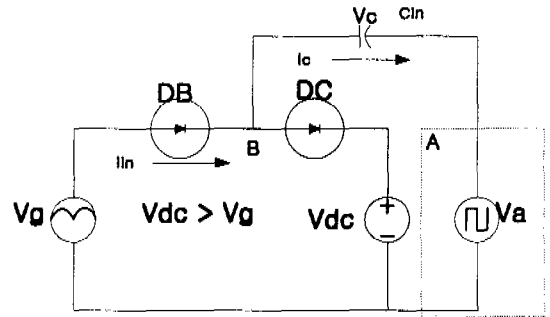 Vc Cin
Ic
DB DC
B
Iin
A
Vg Vdc > Vg Vdc + − Va